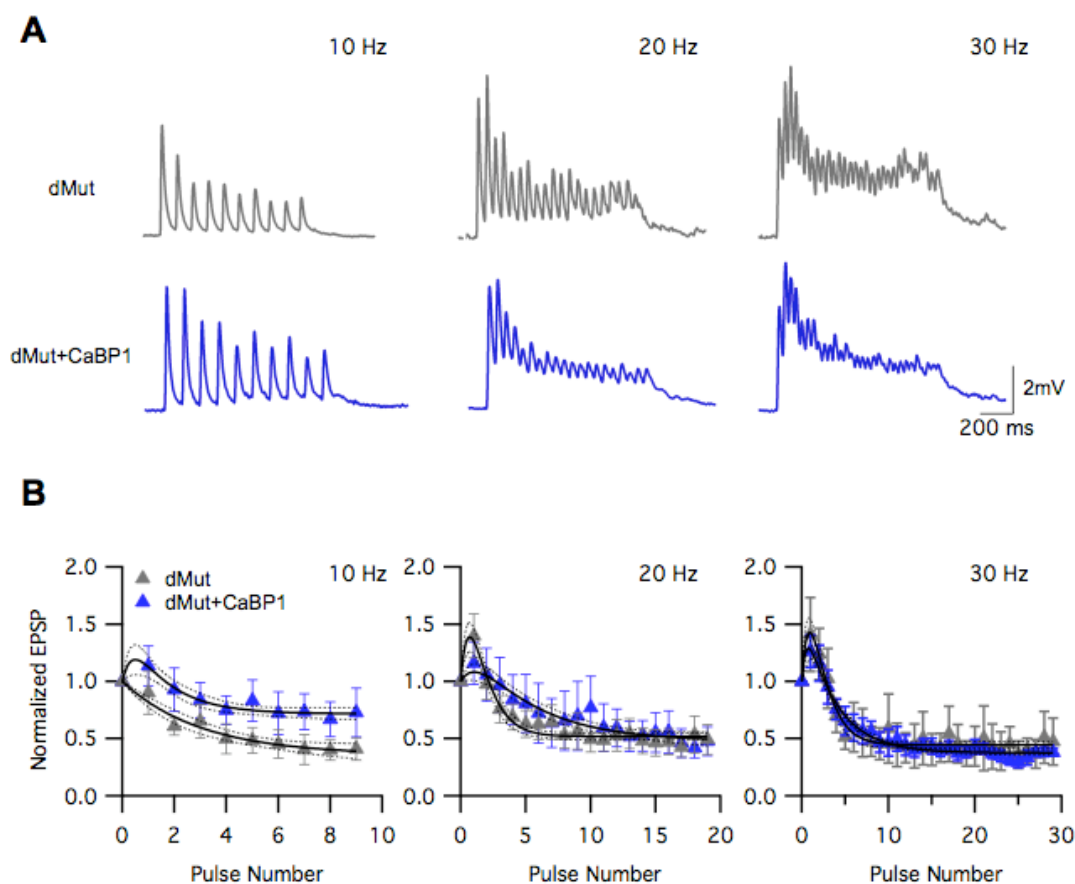 A
10 Hz
20 Hz
30 Hz
dMut
dMut+CaBP1
2mV
200 ms
B
2.0
1.5
1.0
0.5
0.0
Normalized EPSP
dMut
dMut+CaBP1
10 Hz
0 2 4 6 8 10
Pulse Number
2.0
1.5
1.0
0.5
0.0
20 Hz
0 5 10 15 20
Pulse Number
2.0
1.5
1.0
0.5
0.0
30 Hz
0 10 20 30
Pulse Number